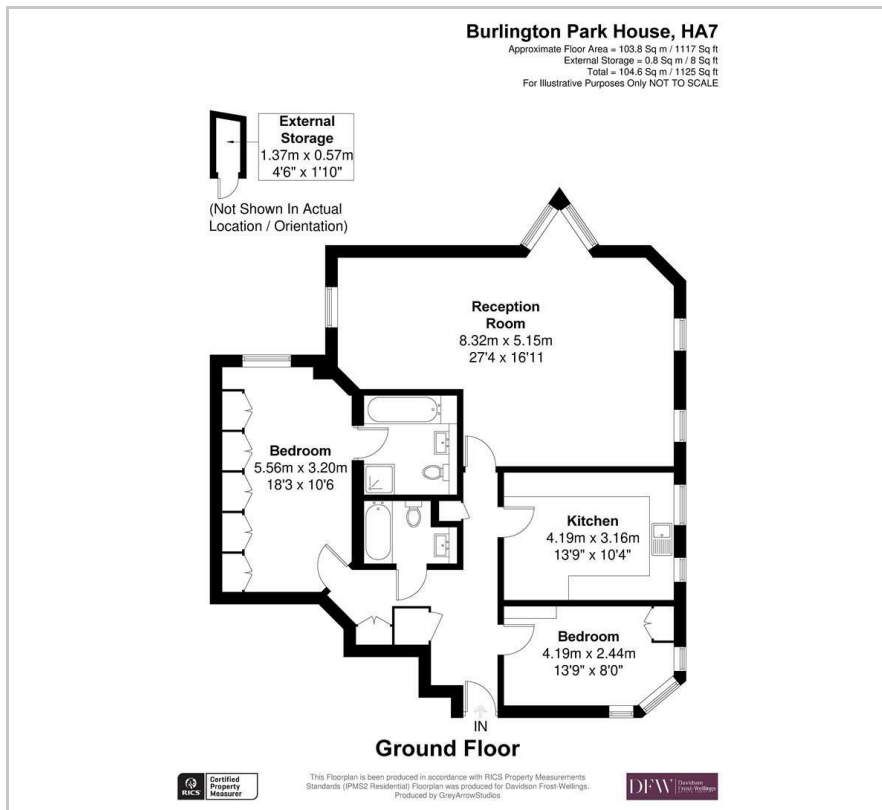 Burlington Park House, HA7
Approximate Floor Area = 103.8 Sq m / 1117 Sq ft
External Storage = 0.8 Sq m / 8 Sq ft
Total = 104.6 Sq m / 1125 Sq ft
For Illustrative Purposes Only NOT TO SCALE
External
Storage
1.37m x 0.57m
4'6" x 1'10"
(Not Shown In Actual
Location / Orientation)
Reception
Room
8.32m x 5.15m
27'4 x 16'11
Bedroom
5.56m x 3.20m
18'3 x 10'6
Kitchen
4.19m x 3.16m
13'9" x 10'4"
Bedroom
4.19m x 2.44m
13'9" x 8'0"
IN
Ground Floor
RICS
Certified
Property
Measurer
This Floorplan is been produced in accordance with RICS Property Measurements
Standards (IPMS2 Residential) Floorplan was produced for Davidson Frost-Wellings.
Produced by GreyArrowStudios
DFW
Davidson
Frost-Wellings